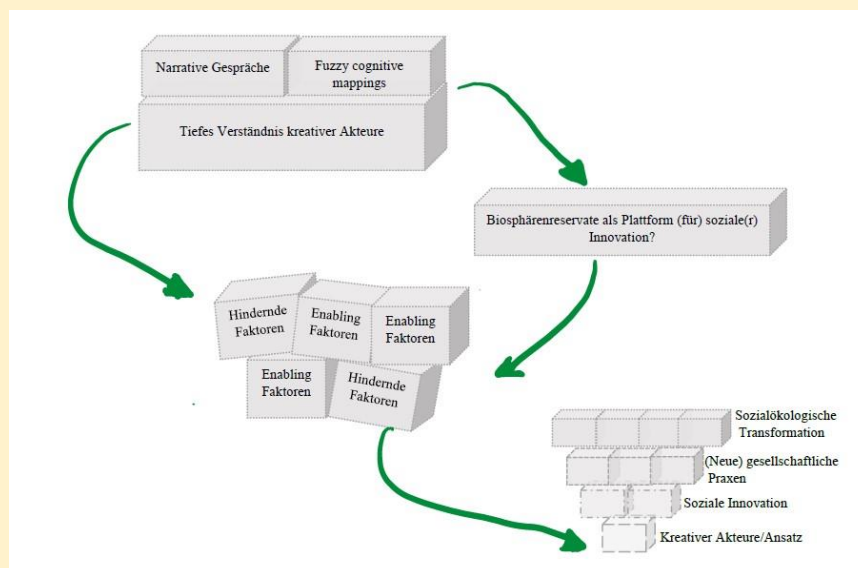 Narrative Gespräche
Fuzzy cognitive
mappings
Tiefes Verständnis kreativer Akteure
Biosphärenreservate als Plattform (für) soziale(r)
Innovation?
Hindernde
Faktoren
Enabling
Faktoren
Enabling
Faktoren
Enabling
Faktoren
Hindernde
Faktoren
Sozialökologische
Transformation
(Neue) gesellschaftliche
Praxen
Soziale Innovation
Kreativer Akteure/Ansatz